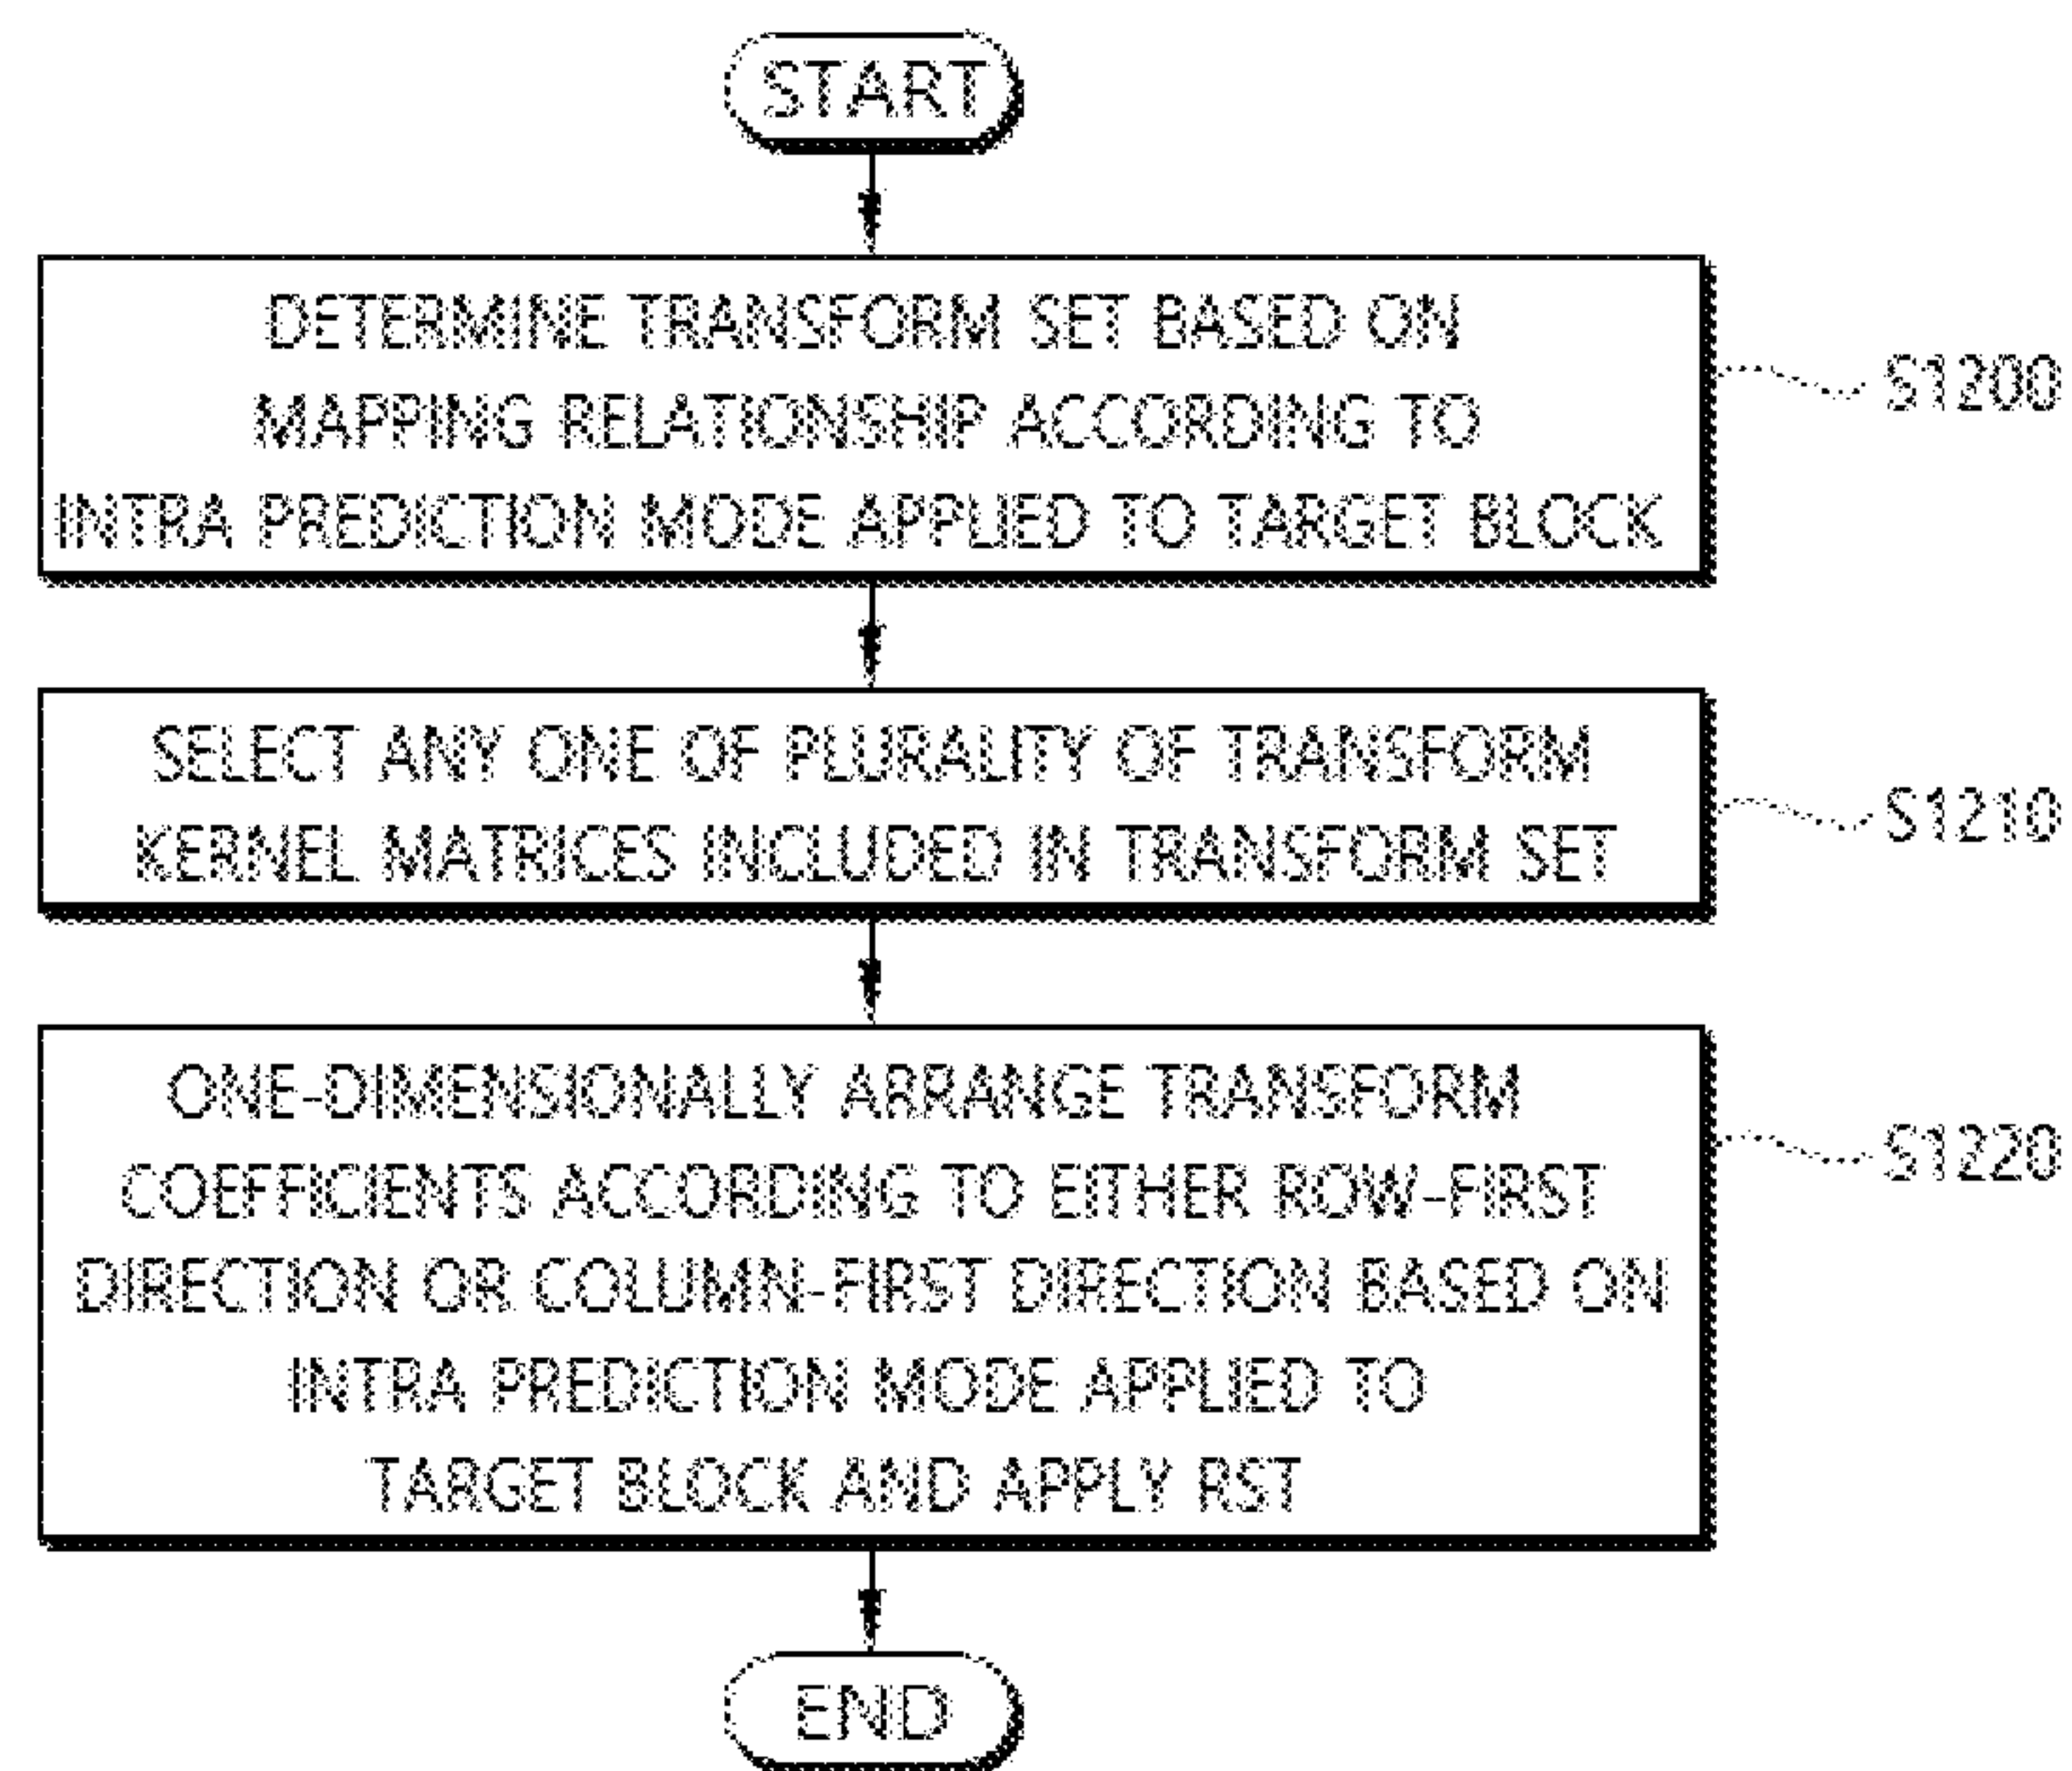 START
DETERMINE TRANSFORM SET BASED ON
MAPPING RELATIONSHIP ACCORDING TO
INTRA PREDICTION MODE APPLIED TO TARGET BLOCK
S1200
SELECT ANY ONE OF PLURALITY OF TRANSFORM
KERNEL MATRICES INCLUDED IN TRANSFORM SET
S1210
ONE-DIMENSIONALLY ARRANGE TRANSFORM
COEFFICIENTS ACCORDING TO EITHER ROW-FIRST
DIRECTION OR COLUMN-FIRST DIRECTION BASED ON
INTRA PREDICTION MODE APPLIED TO
TARGET BLOCK AND APPLY RST
S1220
END